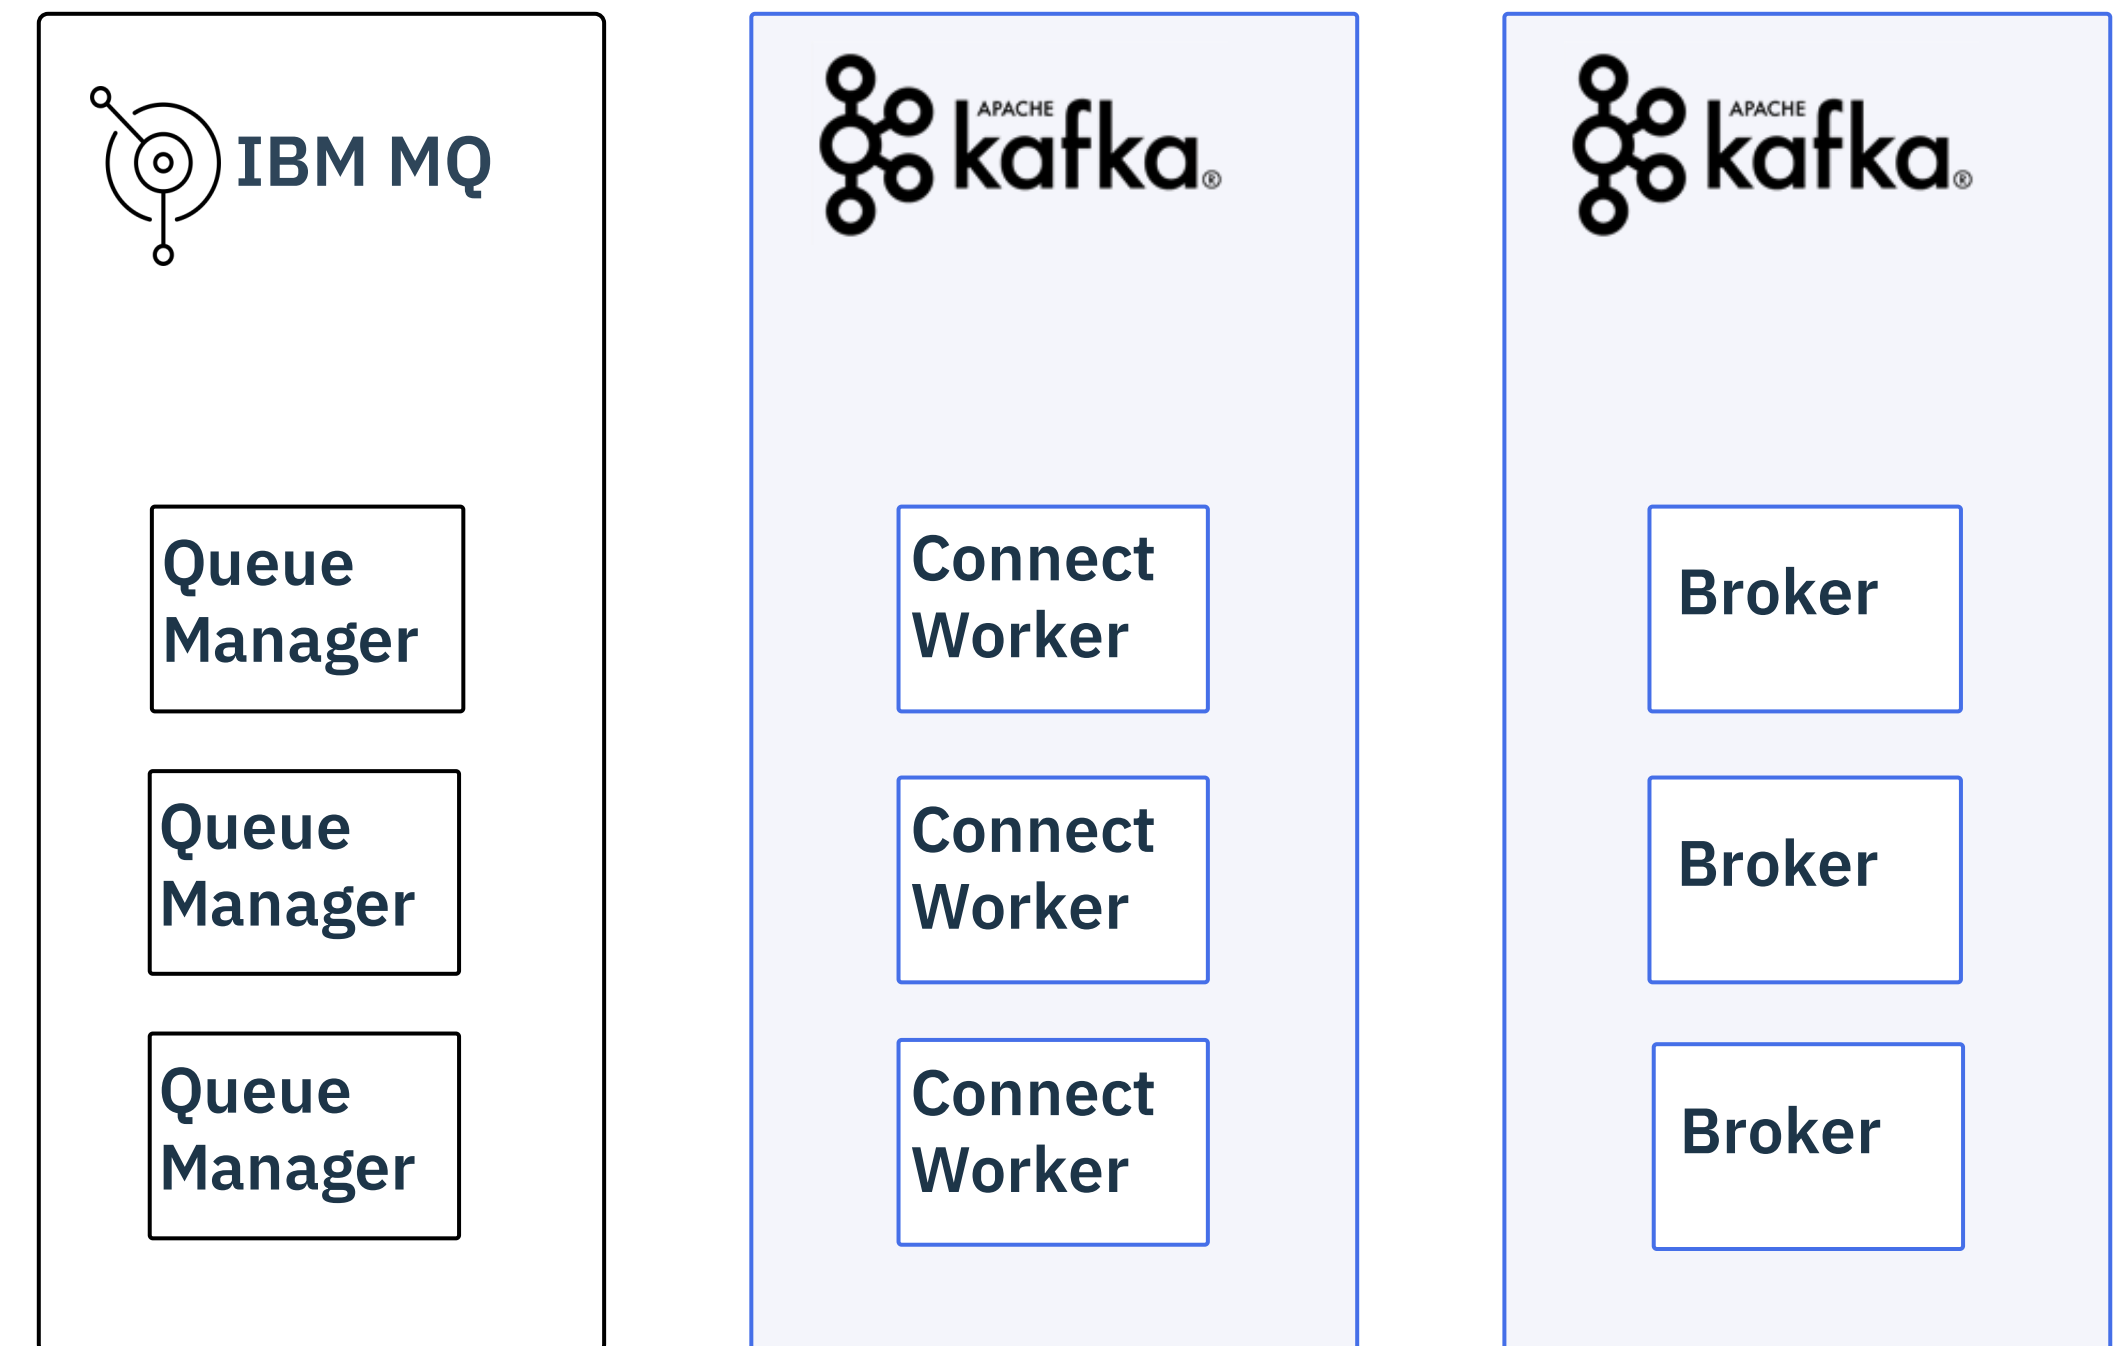 IBM MQ
Queue
Manager
Queue
Manager
Queue
Manager
APACHE
kafka®
Connect
Worker
Connect
Worker
Connect
Worker
APACHE
kafka®
Broker
Broker
Broker